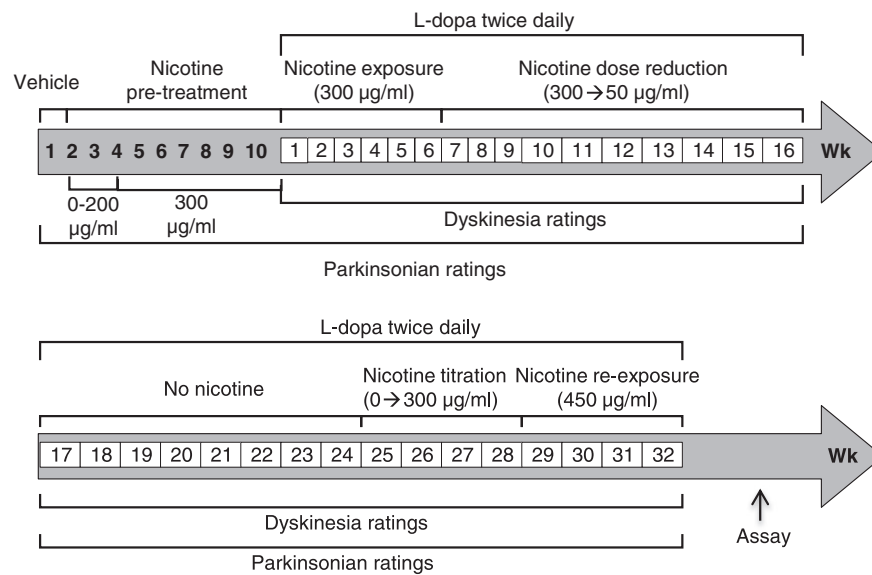 L-dopa twice daily
Vehicle
Nicotine
pre-treatment
Nicotine exposure
(300 µg/ml)
Nicotine dose reduction
(300→50 µg/ml)
1 2 3 4 5 6 7 8 9 10 1 2 3 4 5 6 7 8 9 10 11 12 13 14 15 16 Wk
0-200
µg/ml
300
µg/ml
Dyskinesia ratings
Parkinsonian ratings
L-dopa twice daily
No nicotine
Nicotine titration
(0→300 µg/ml)
Nicotine re-exposure
(450 µg/ml)
17 18 19 20 21 22 23 24 25 26 27 28 29 30 31 32 Wk
Dyskinesia ratings
Parkinsonian ratings
Assay